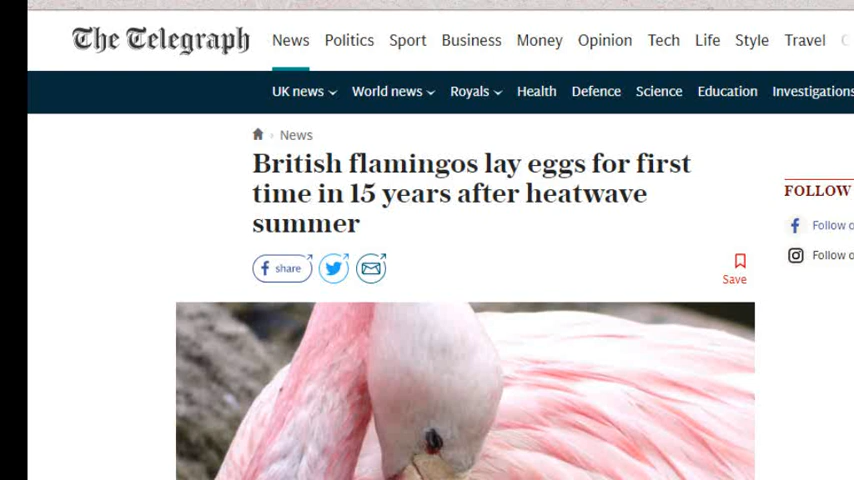 The Telegraph News Politics Sport Business Money Opinion Tech Life Style Travel
UK news World news Royals Health Defence Science Education Investigations
News
British flamingos lay eggs for first
time in 15 years after heatwave
summer
FOLLOW
Follow
Follow
share
Save